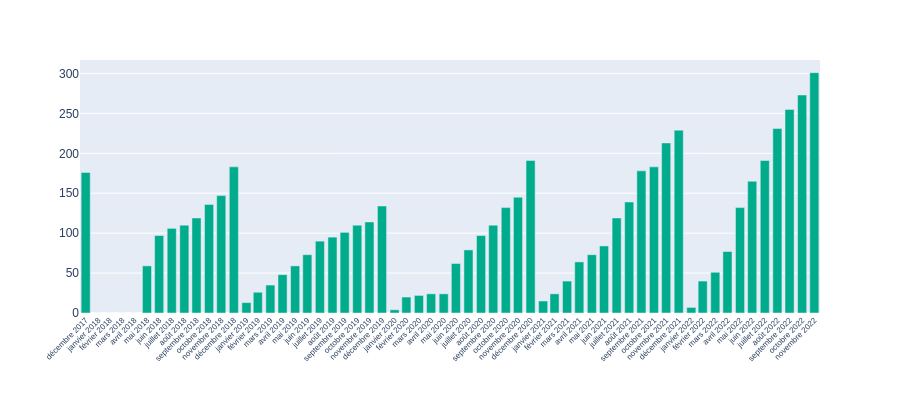 300
250
200
150
100
50
0
décembre 2017
janvier 2018
février 2018
mars 2018
avril 2018
mai 2018
juin 2018
juillet 2018
août 2018
septembre 2018
octobre 2018
novembre 2018
décembre 2018
janvier 2019
février 2019
mars 2019
avril 2019
mai 2019
juin 2019
juillet 2019
août 2019
septembre 2019
octobre 2019
novembre 2019
décembre 2019
janvier 2020
février 2020
mars 2020
avril 2020
mai 2020
juin 2020
juillet 2020
août 2020
septembre 2020
octobre 2020
novembre 2020
décembre 2020
janvier 2021
février 2021
mars 2021
avril 2021
mai 2021
juin 2021
juillet 2021
août 2021
septembre 2021
octobre 2021
novembre 2021
décembre 2021
janvier 2022
février 2022
mars 2022
avril 2022
mai 2022
juin 2022
juillet 2022
août 2022
septembre 2022
octobre 2022
novembre 2022